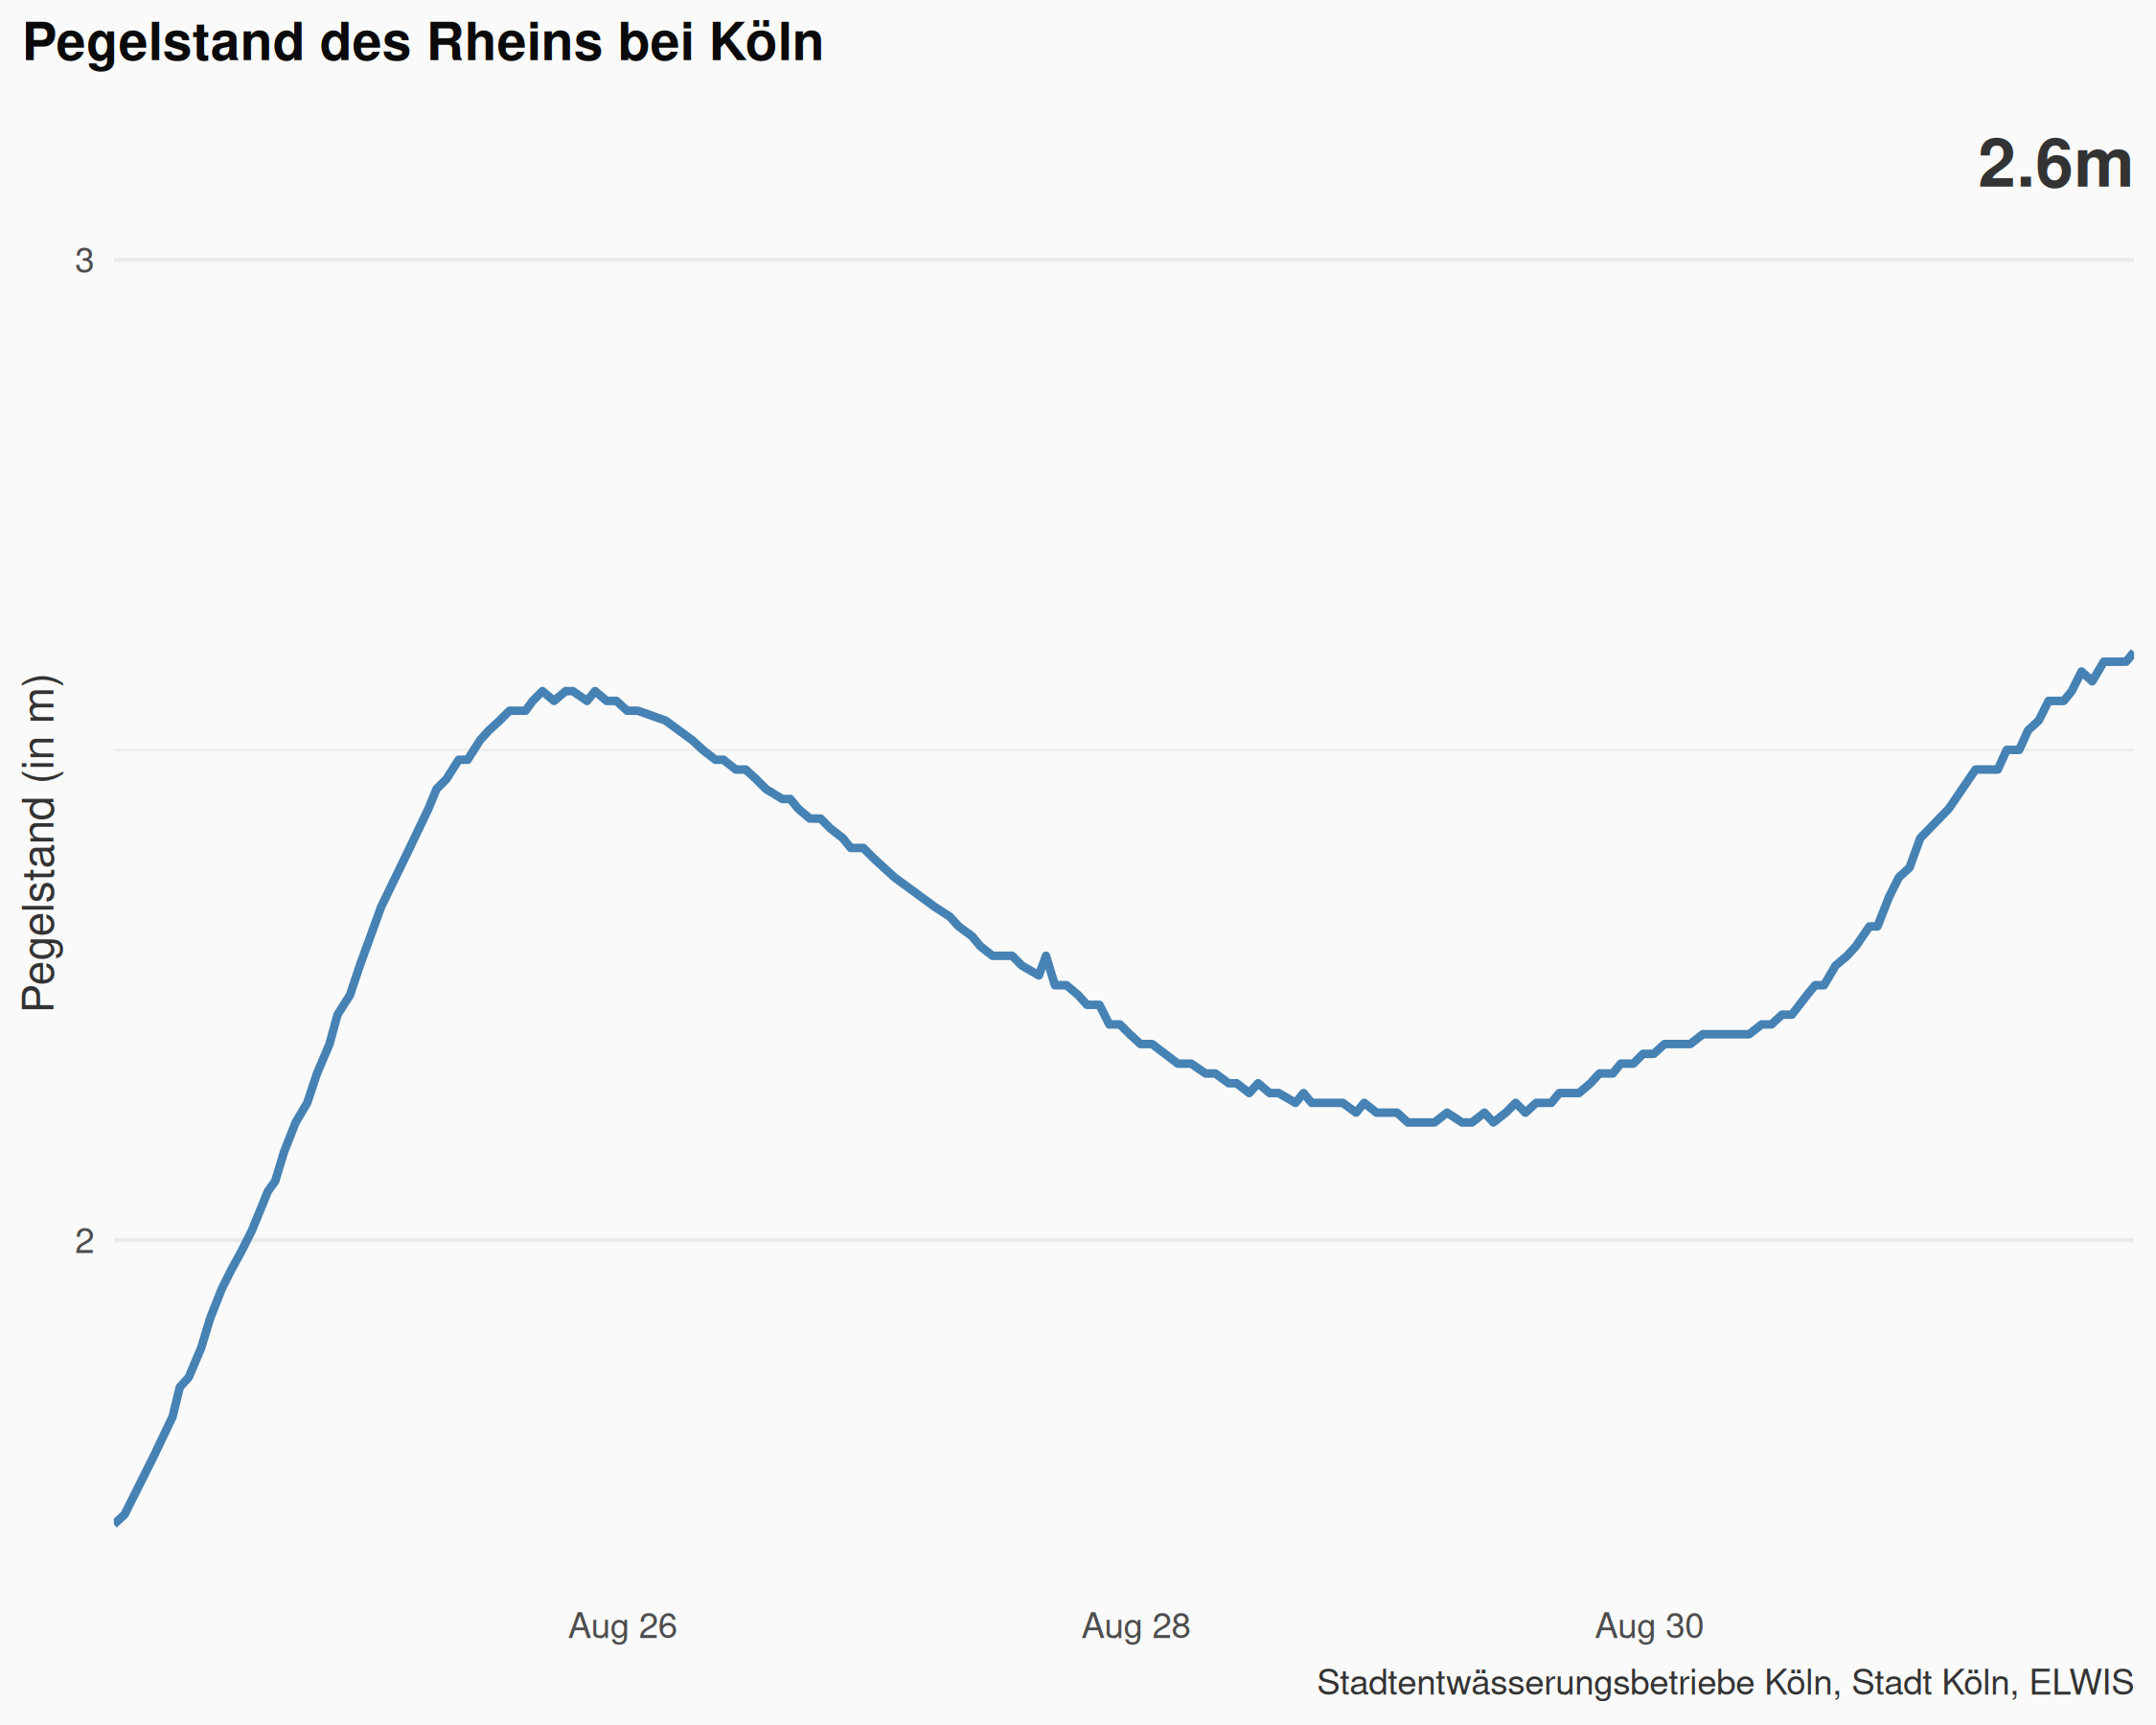 Pegelstand des Rheins bei Köln
2.6m
3
Pegelstand (in m)
2
Aug 26
Aug 28
Aug 30
Stadtentwässerungsbetriebe Köln, Stadt Köln, ELWIS